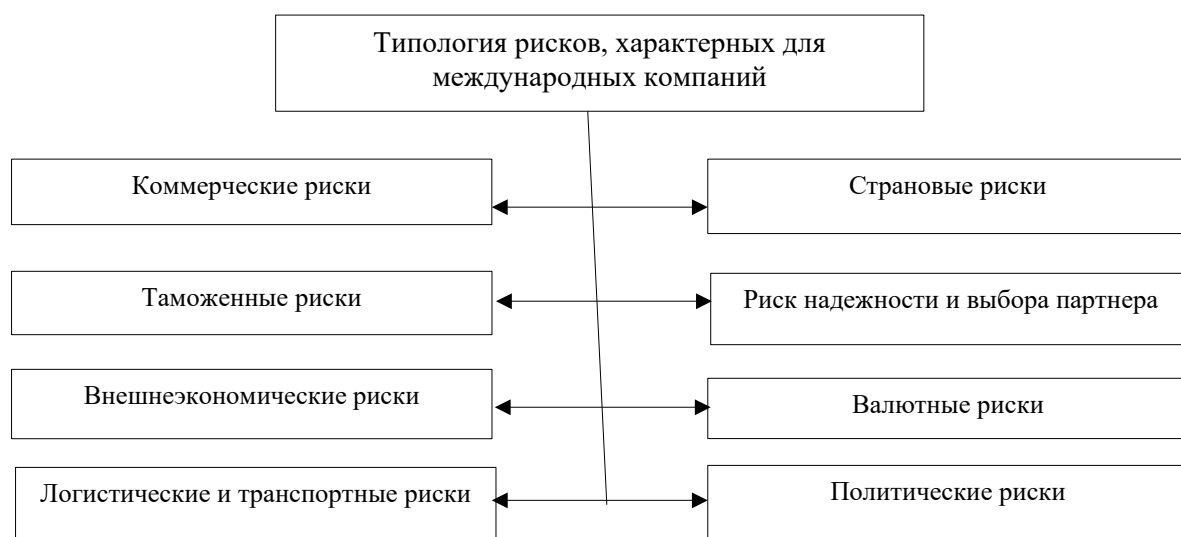 Типология рисков, характерных для
международных компаний
Коммерческие риски
Страновые риски
Таможенные риски
Риск надежности и выбора партнера
Внешнеэкономические риски
Валютные риски
Логистические и транспортные риски
Политические риски